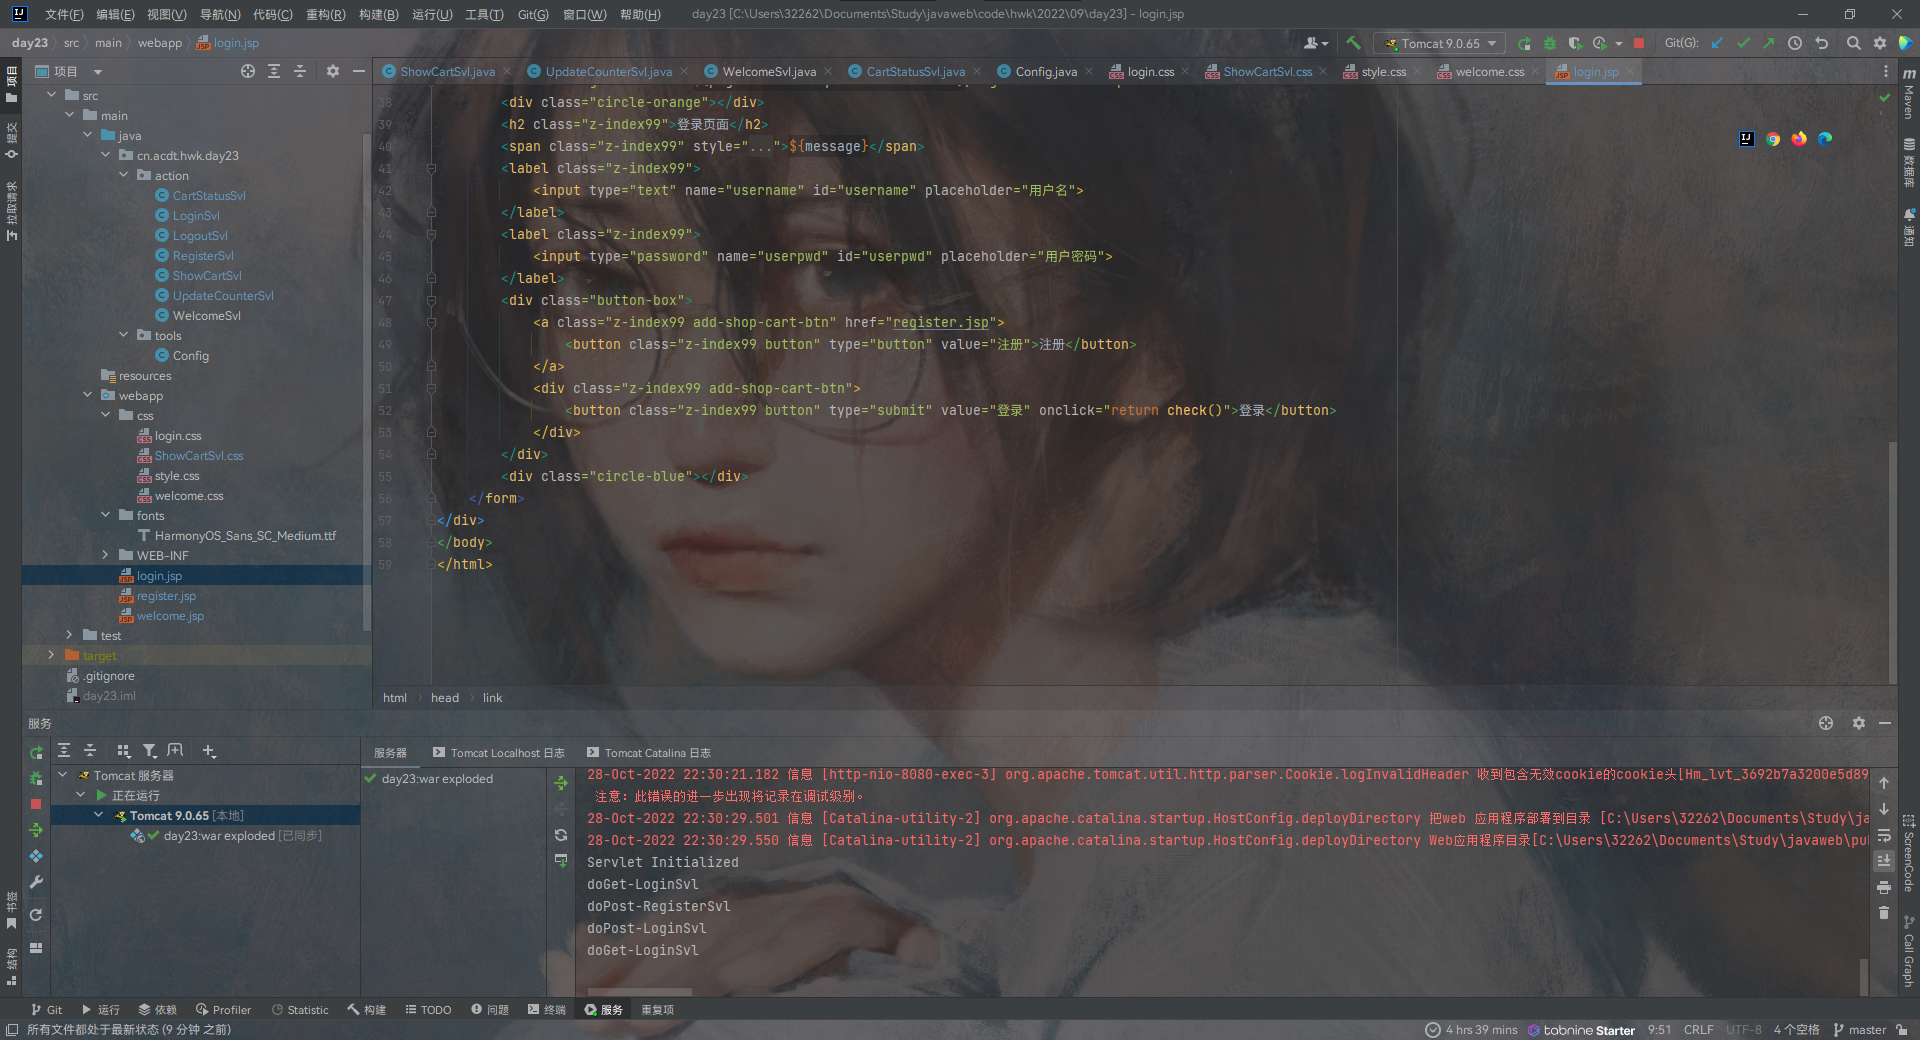 文件(F) 编辑(E) 视图(V) 导航(N) 代码(C) 重构(R) 构建(B) 运行(U) 工具(T) Git(G) 窗口(W) 帮助(H) day23 [C:\Users\32262\Documents\Study\javaweb\code\hwk\2022\09\day23] - login.jsp
day23 src main webapp login.jsp
Tomcat 9.0.65
Git(G):
项目
ShowCartSvl.java UpdateCounterSvl.java WelcomeSvl.java CartStatusSvl.java Config.java login.css ShowCartSvl.css style.css welcome.css login.jsp
项目
提交
拉取请求
src
main
java
cn.acdt.hwk.day23
action
CartStatusSvl
LoginSvl
LogoutSvl
RegisterSvl
ShowCartSvl
UpdateCounterSvl
WelcomeSvl
tools
Config
resources
webapp
css
login.css
ShowCartSvl.css
style.css
welcome.css
fonts
HarmonyOS_Sans_SC_Medium.ttf
WEB-INF
login.jsp
register.jsp
welcome.jsp
test
target
.gitignore
day23.iml
38 <div class="circle-orange"></div>
39 <h2 class="z-index99">登录页面</h2>
40 <span class="z-index99" style="...">${message}</span>
41 <label class="z-index99">
42 <input type="text" name="username" id="username" placeholder="用户名">
43 </label>
44 <label class="z-index99">
45 <input type="password" name="userpwd" id="userpwd" placeholder="用户密码">
46 </label>
47 <div class="button-box">
48 <a class="z-index99 add-shop-cart-btn" href="register.jsp">
49 <button class="z-index99 button" type="button" value="注册">注册</button>
50 </a>
51 <div class="z-index99 add-shop-cart-btn">
52 <button class="z-index99 button" type="submit" value="登录" onclick="return check()">登录</button>
53 </div>
54 </div>
55 <div class="circle-blue"></div>
56 </form>
57 </div>
58 </body>
59 </html>
html head link
Maven
数据库
通知
ScreenCode
Call Graph
服务
服务器 Tomcat Localhost 日志 Tomcat Catalina 日志
Tomcat 服务器
正在运行
Tomcat 9.0.65 [本地]
day23:war exploded [已同步]
day23:war exploded
28-Oct-2022 22:30:21.182 信息 [http-nio-8080-exec-3] org.apache.tomcat.util.http.parser.Cookie.logInvalidHeader 收到包含无效cookie的cookie头[Hm_lvt_3692b7a3200e5d89
注意: 此错误的进一步出现将记录在调试级别。
28-Oct-2022 22:30:29.501 信息 [Catalina-utility-2] org.apache.catalina.startup.HostConfig.deployDirectory 把web 应用程序部署到目录 [C:\Users\32262\Documents\Study\ja
28-Oct-2022 22:30:29.550 信息 [Catalina-utility-2] org.apache.catalina.startup.HostConfig.deployDirectory Web应用程序目录[C:\Users\32262\Documents\Study\javaweb\pu
Servlet Initialized
doGet-LoginSvl
doPost-RegisterSvl
doPost-LoginSvl
doGet-LoginSvl
书签
结构
Git 运行 依赖 Profiler Statistic 构建 TODO 问题 终端 服务 重复项
所有文件都处于最新状态 (9 分钟 之前)
4 hrs 39 mins tabnine Starter 9:51 CRLF UTF-8 4 个空格 master